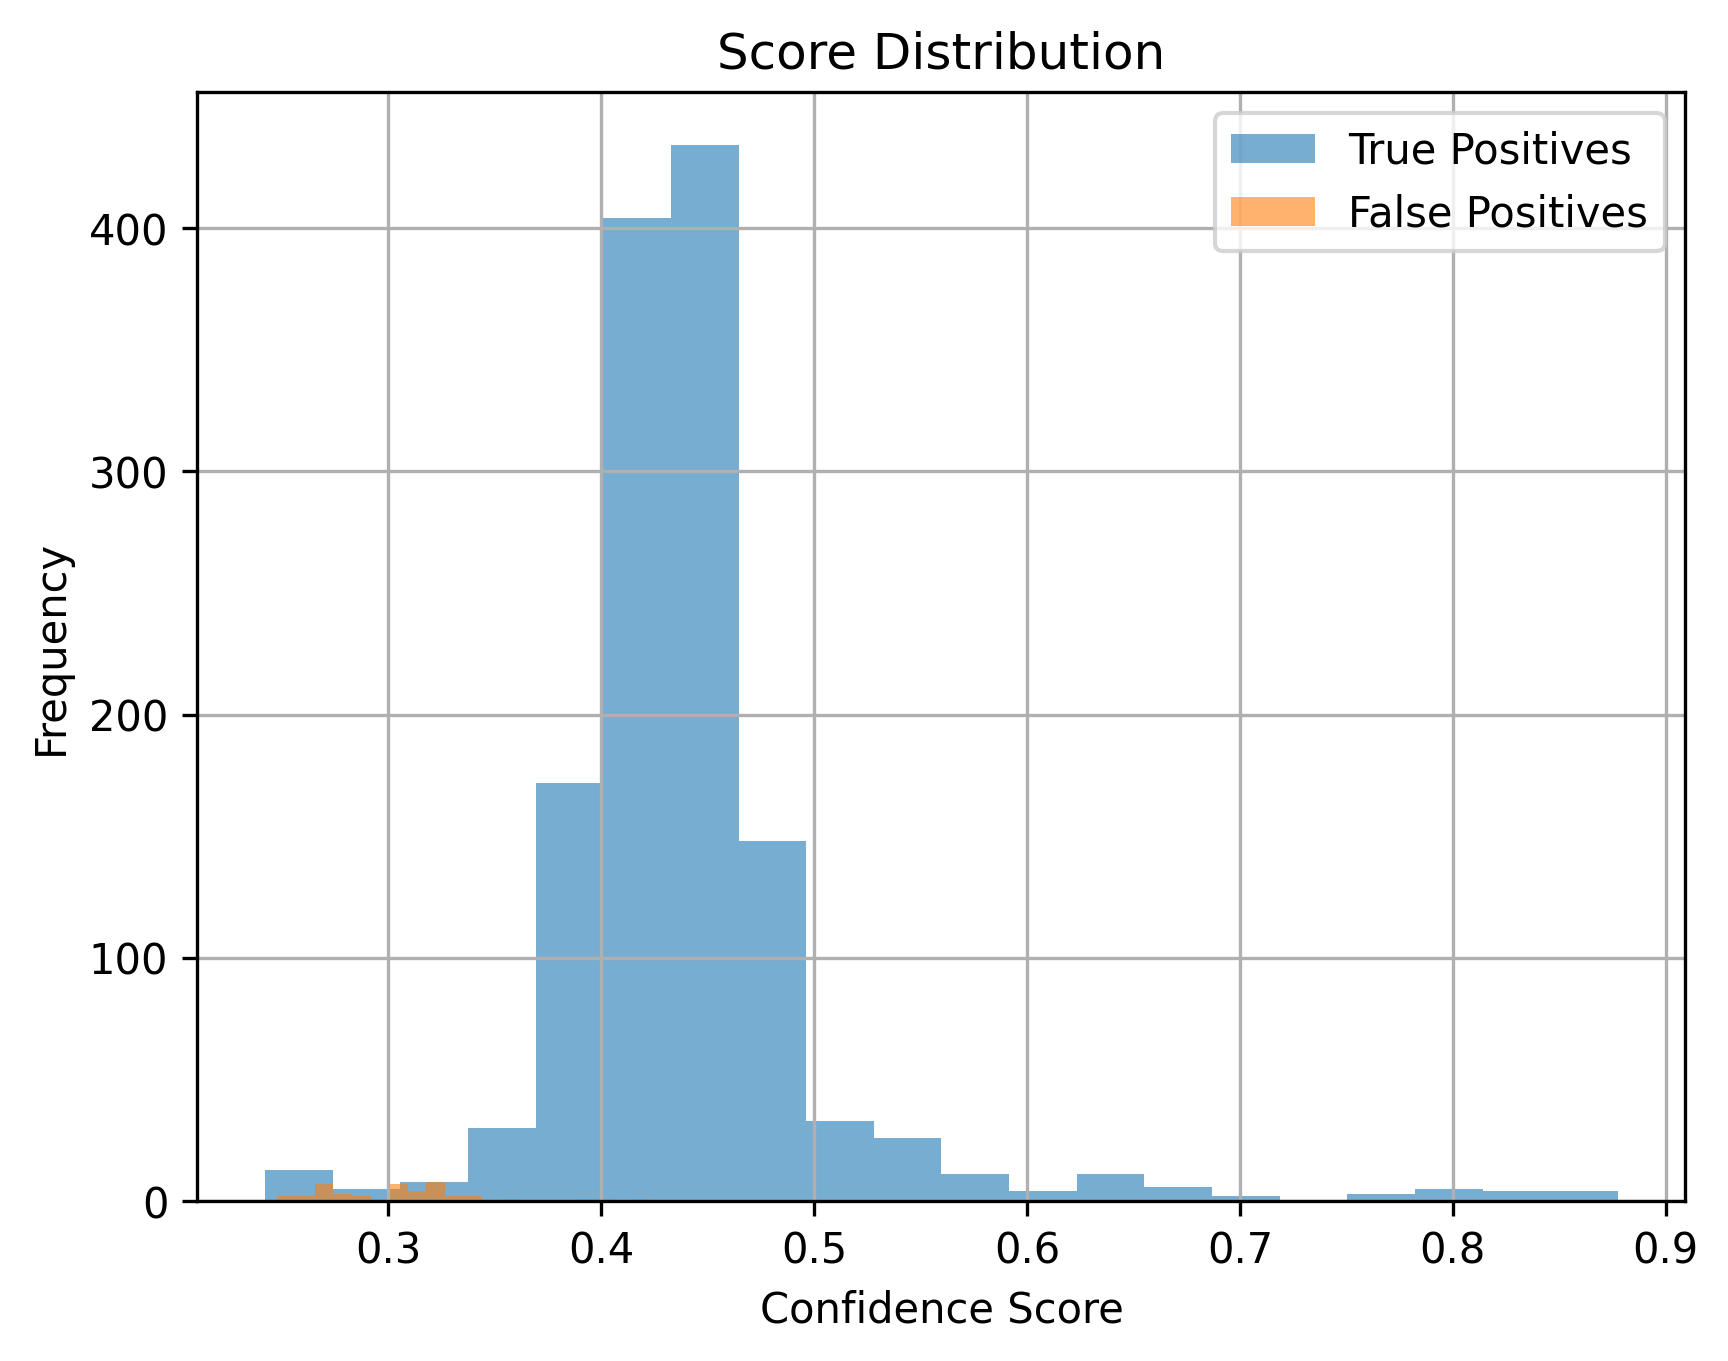 Score Distribution
True Positives
False Positives
400
300
200
100
0
Frequency
0.3 0.4 0.5 0.6 0.7 0.8 0.9
Confidence Score